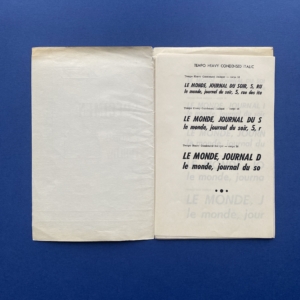 TEMPO HEAVY CONDENSED ITALIC
LE MONDE, JOURNAL DU SOIR, 5, RU
le monde, journal du soir, 5, rue des ita
LE MONDE, JOURNAL DU S
le monde, journal du soir, 5, r
LE MONDE, JOURNAL D
le monde, journal du so